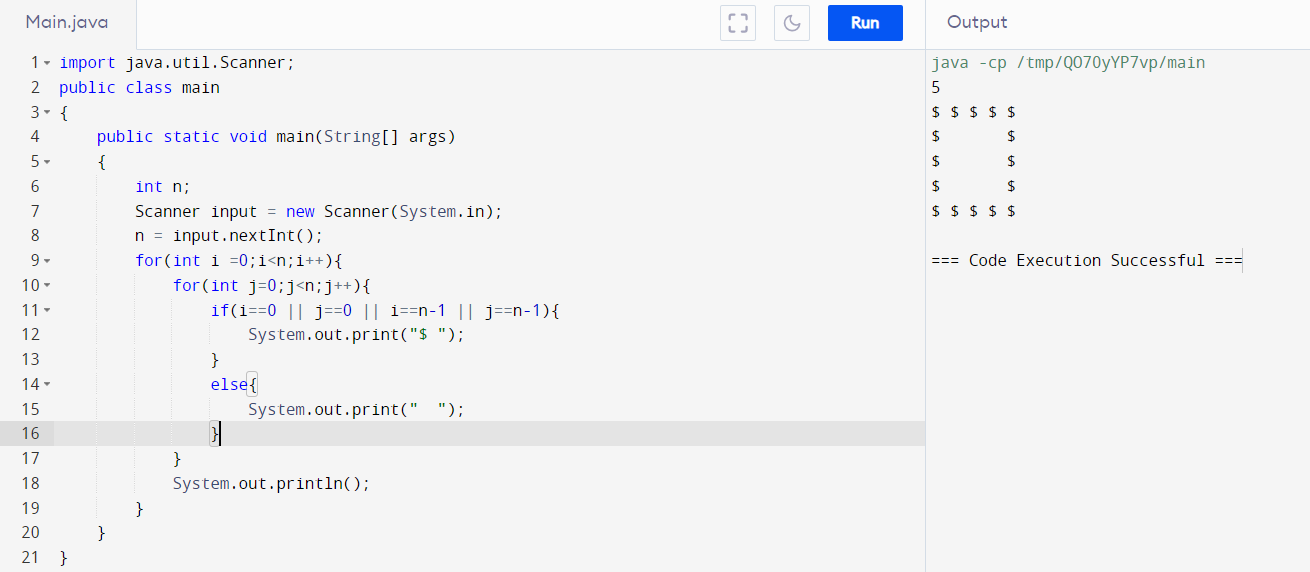 Main.java
Run
Output
1 import java.util.Scanner;
2 public class main
3 {
4     public static void main(String[] args)
5     {
6         int n;
7         Scanner input = new Scanner(System.in);
8         n = input.nextInt();
9         for(int i =0;i<n;i++){
10             for(int j=0;j<n;j++){
11                 if(i==0 || j==0 || i==n-1 || j==n-1){
12                     System.out.print("$ ");
13                 }
14                 else{
15                     System.out.print("  ");
16                 }
17             }
18             System.out.println();
19         }
20     }
21 }
java -cp /tmp/QO70yYP7vp/main
5
$ $ $ $ $
$       $
$       $
$       $
$ $ $ $ $
=== Code Execution Successful ===